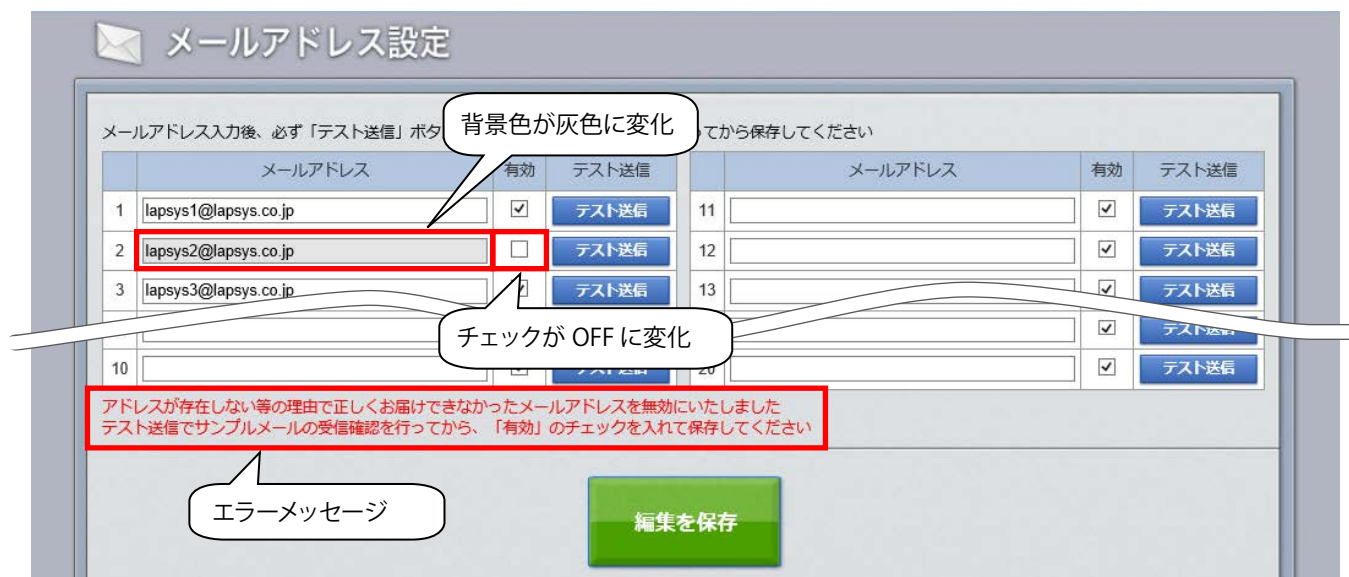 メールアドレス設定
背景色が灰色に変化
メールアドレス入力後、必ず「テスト送信」ボタ
ってから保存してください
メールアドレス 有効 テスト送信 メールアドレス 有効 テスト送信
1 lapsys1@lapsys.co.jp テスト送信 11 テスト送信
2 lapsys2@lapsys.co.jp テスト送信 12 テスト送信
3 lapsys3@lapsys.co.jp テスト送信 13 テスト送信
チェックが OFF に変化
テスト送信
10 テスト送信 20 テスト送信
アドレスが存在しない等の理由で正しくお届けできなかったメールアドレスを無効にいたしました
テスト送信でサンプルメールの受信確認を行ってから、「有効」のチェックを入れて保存してください
エラーメッセージ
編集を保存